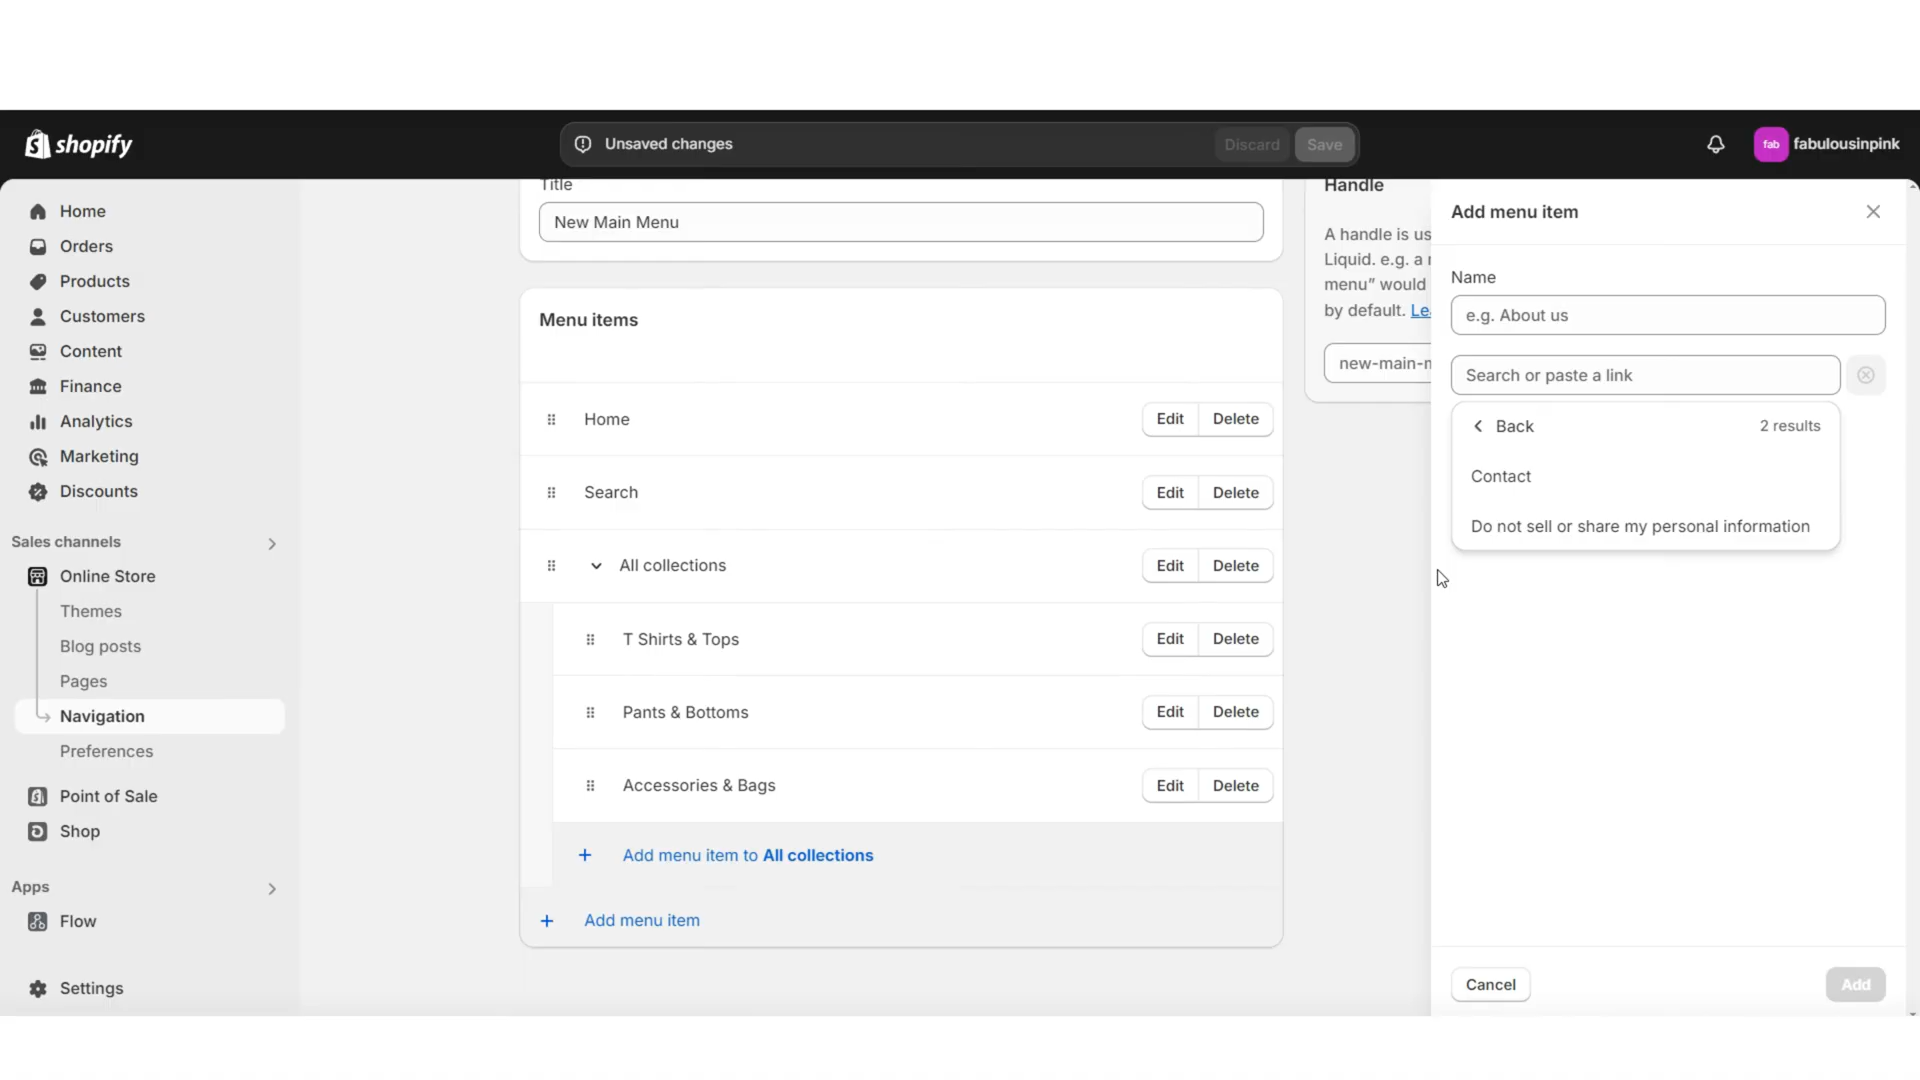 shopify
Unsaved changes
Discard
Save
fab
fabulousinpink
Home
Orders
Products
Customers
Content
Finance
Analytics
Marketing
Discounts
Sales channels
Online Store
Themes
Blog posts
Pages
Navigation
Preferences
Point of Sale
Shop
Apps
Flow
Settings
Title
New Main Menu
Menu items
Home
Edit
Delete
Search
Edit
Delete
All collections
Edit
Delete
T Shirts & Tops
Edit
Delete
Pants & Bottoms
Edit
Delete
Accessories & Bags
Edit
Delete
+ Add menu item to All collections
+ Add menu item
Handle
A handle is us
Liquid. e.g. a
menu” would
by default. Le
new-main-
Add menu item
Name
e.g. About us
Search or paste a link
Back
2 results
Contact
Do not sell or share my personal information
Cancel
Add